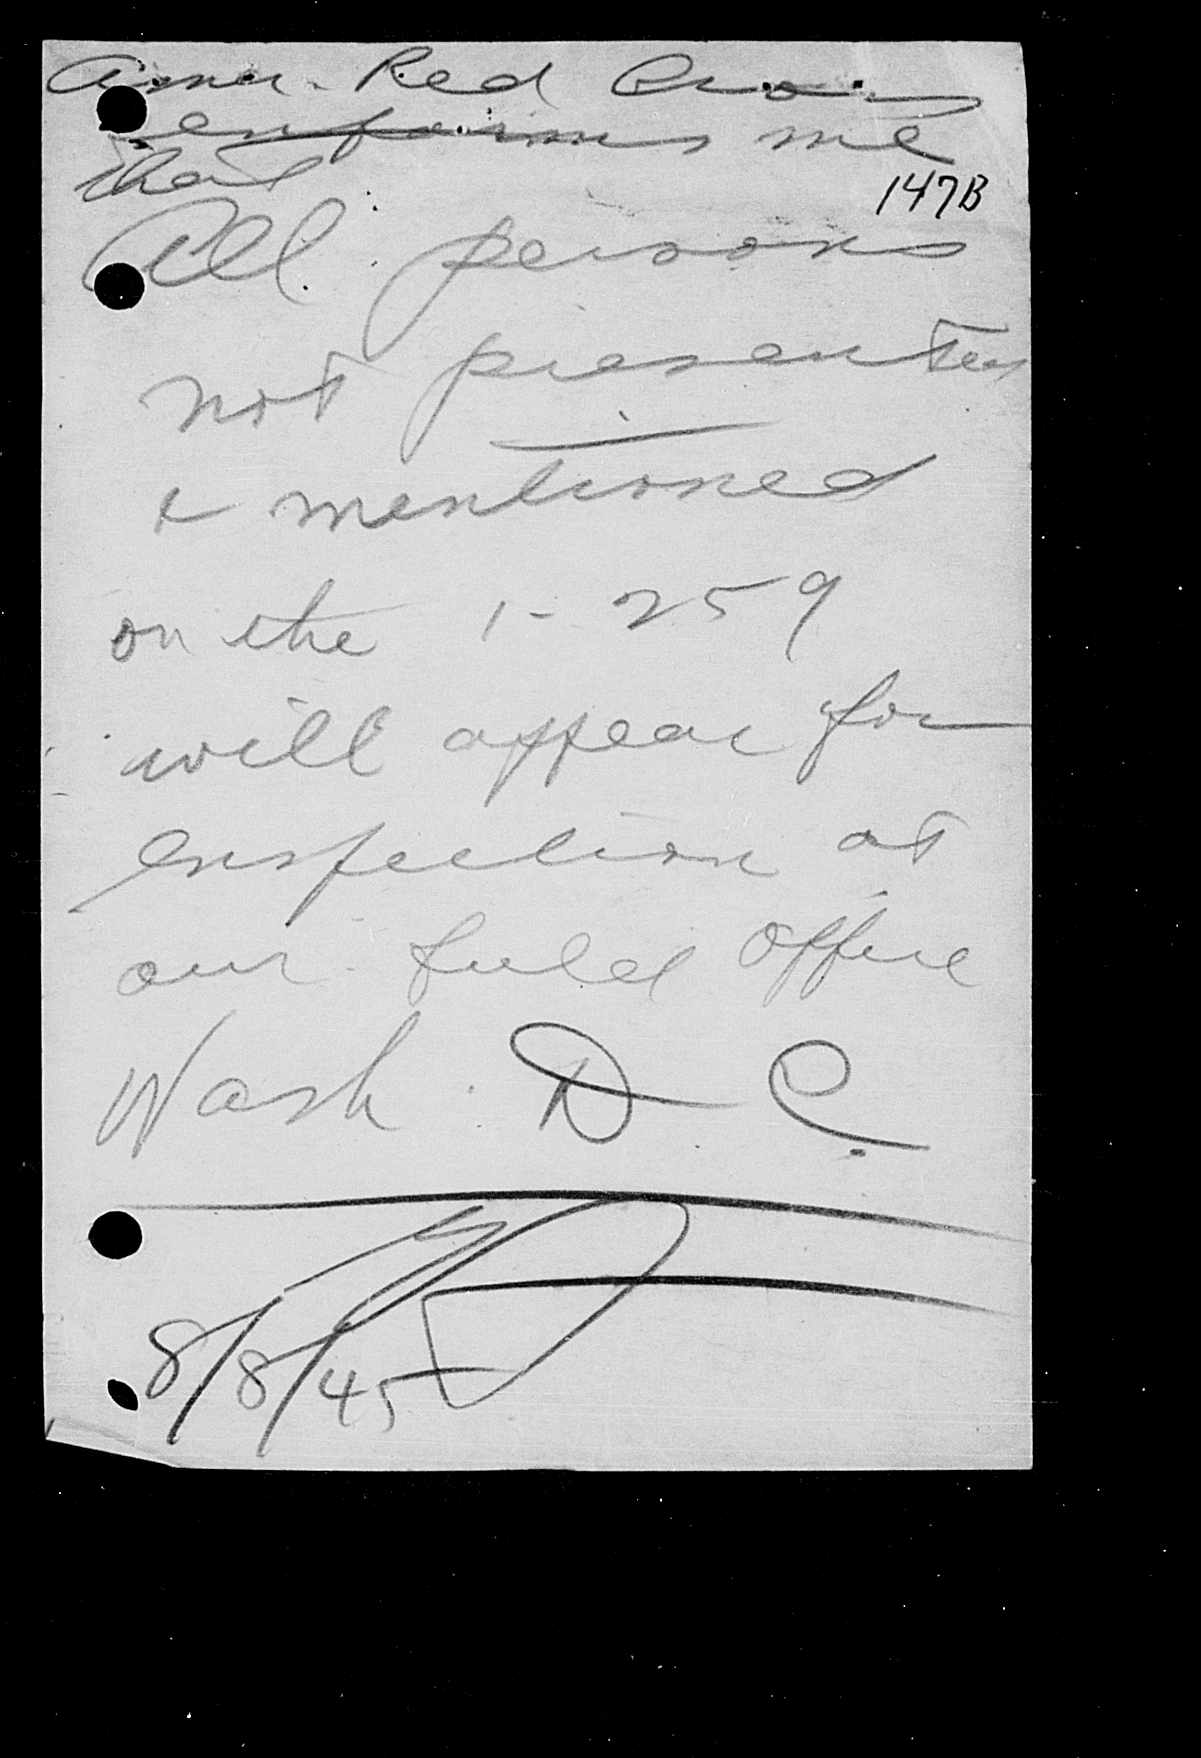 Amer. Red Cross
informs me
that
147B
All persons
not presented
& mentioned
on the 1-259
will appear for
inspection at
our field office
Wash. D C.
8/8/45